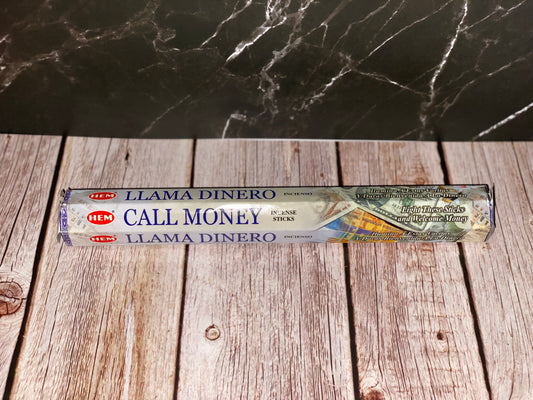 HEM LLAMA DINERO INCIENSO
HEM CALL MONEY INCENSE STICKS
Light These Sticks
and Welcome Money
HEM LLAMA DINERO INCIENSO